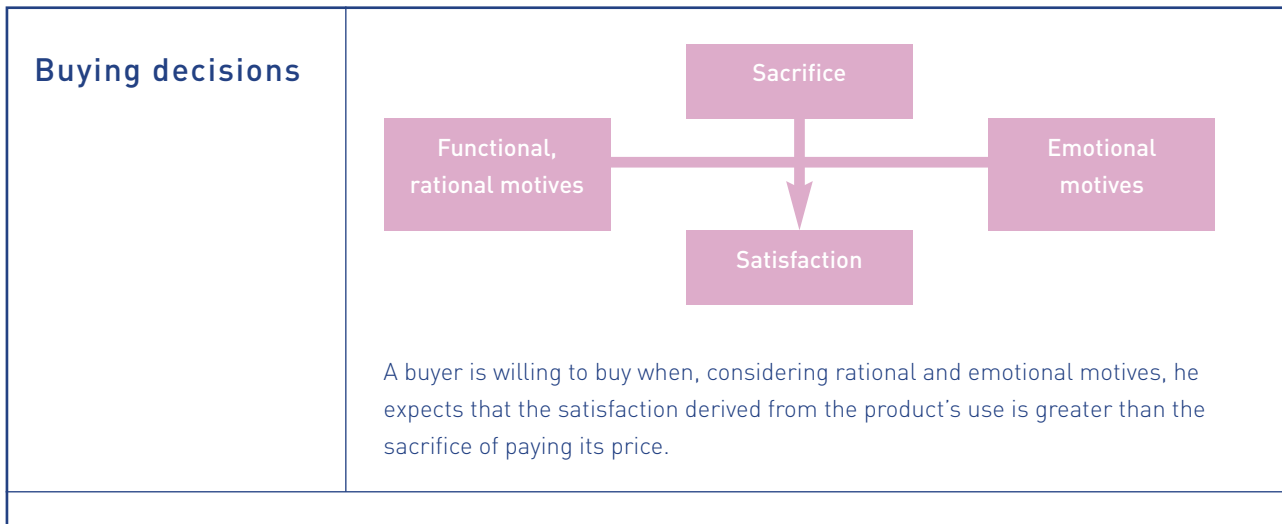 Buying decisions
Sacrifice
Functional,
rational motives
Emotional
motives
Satisfaction
A buyer is willing to buy when, considering rational and emotional motives, he
expects that the satisfaction derived from the product’s use is greater than the
sacrifice of paying its price.